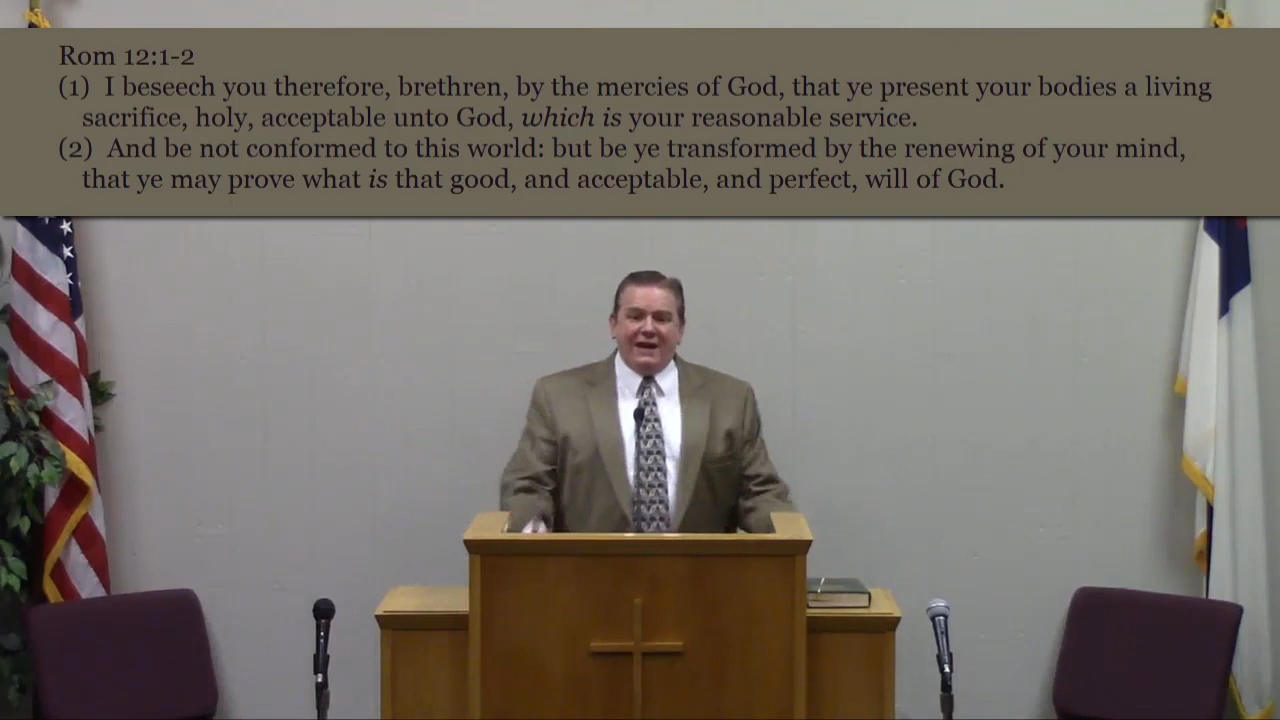 Rom 12:1-2
(1) I beseech you therefore, brethren, by the mercies of God, that ye present your bodies a living
sacrifice, holy, acceptable unto God, which is your reasonable service.
(2) And be not conformed to this world: but be ye transformed by the renewing of your mind,
that ye may prove what is that good, and acceptable, and perfect, will of God.